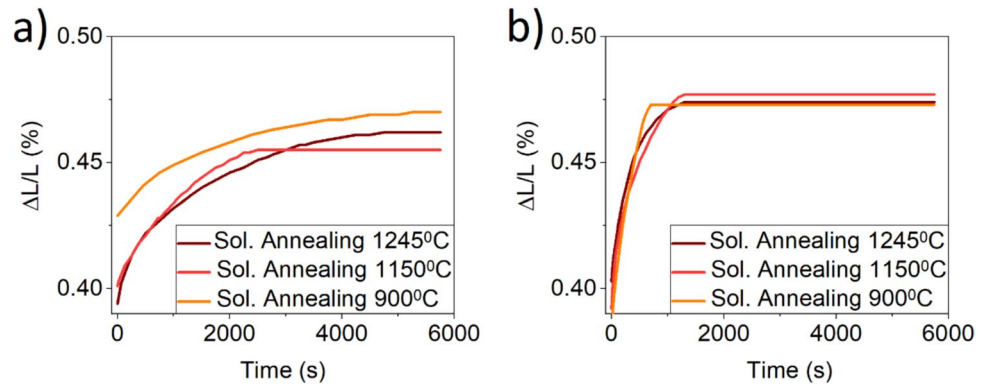 a)
0.50
0.45
0.40
ΔL/L (%)
Sol. Annealing 1245⁰C
Sol. Annealing 1150⁰C
Sol. Annealing 900⁰C
0 2000 4000 6000
Time (s)
b)
0.50
0.45
0.40
ΔL/L (%)
Sol. Annealing 1245⁰C
Sol. Annealing 1150⁰C
Sol. Annealing 900⁰C
0 2000 4000 6000
Time (s)